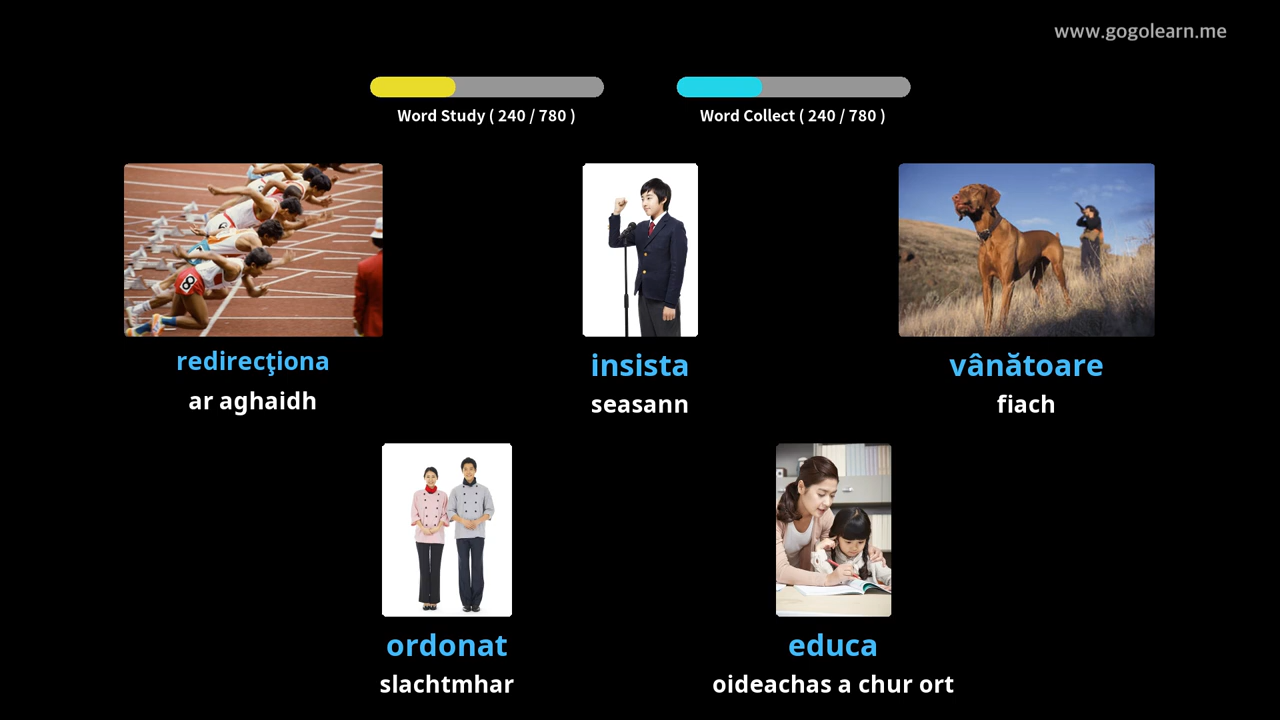 www.gogolearn.me
Word Study ( 240 / 780 )
Word Collect ( 240 / 780 )
8
redirecţiona
ar aghaidh
insista
seasann
vânătoare
fiach
ordonat
slachtmhar
educa
oideachas a chur ort